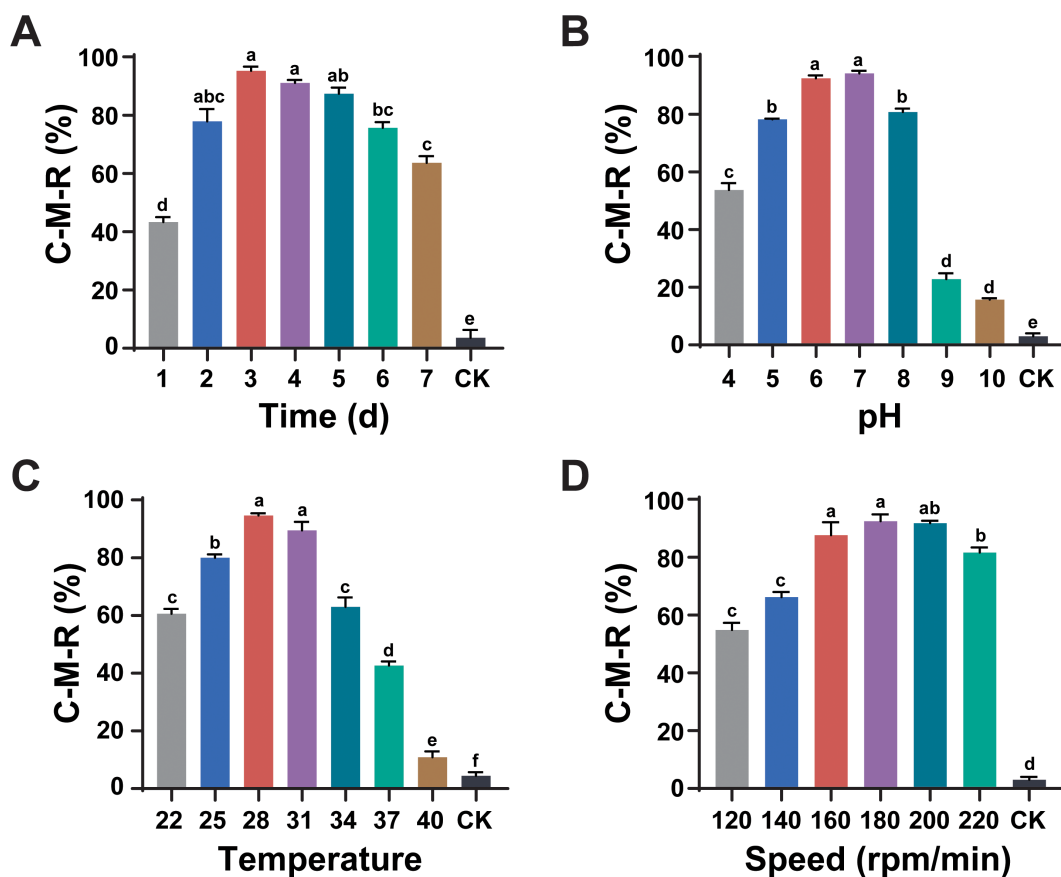 A
C-M-R (%)
100
80
60
40
20
0
d
abc
a
a
ab
bc
c
e
1 2 3 4 5 6 7 CK
Time (d)
B
C-M-R (%)
100
80
60
40
20
0
c
b
a
a
b
d
d
e
4 5 6 7 8 9 10 CK
pH
C
C-M-R (%)
100
80
60
40
20
0
c
b
a
a
c
d
e
f
22 25 28 31 34 37 40 CK
Temperature
D
C-M-R (%)
100
80
60
40
20
0
c
c
a
a
ab
b
d
120 140 160 180 200 220 CK
Speed (rpm/min)